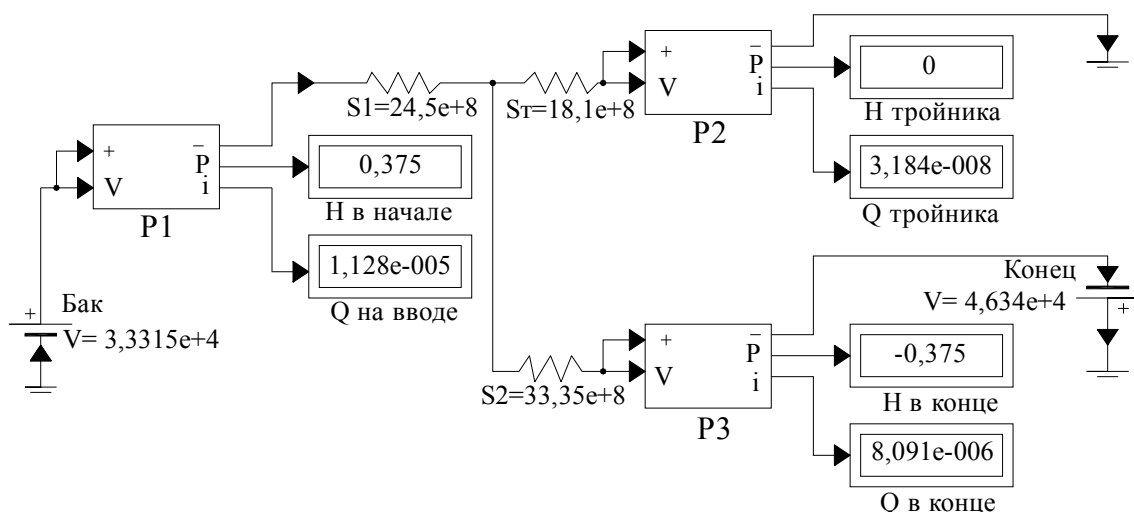 +
V
P
i
P1
+
Бак
V= 3,3315e+4
0,375
H в начале
1,128e-005
Q на вводе
S1=24,5e+8
Sт=18,1e+8
+
V
P
i
P2
0
H тройника
3,184e-008
Q тройника
S2=33,35e+8
+
V
P
i
P3
Конец
V= 4,634e+4
+
-0,375
H в конце
8,091e-006
Q в конце